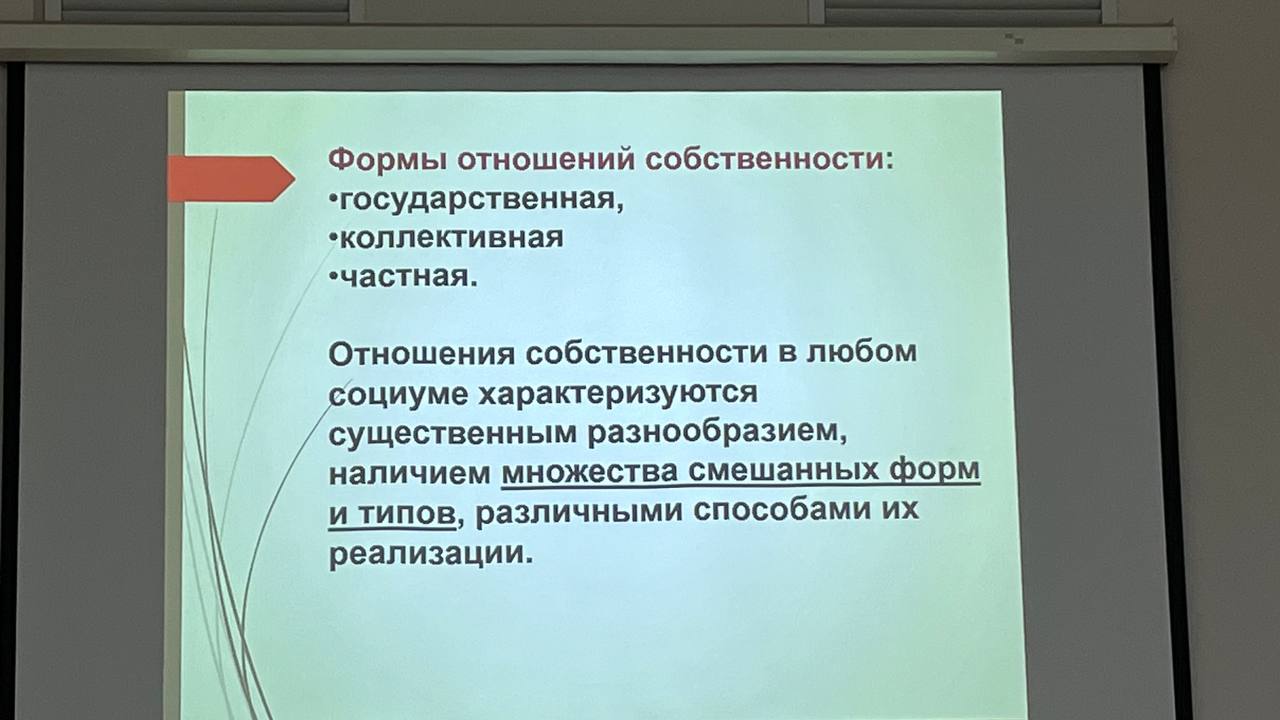 Формы отношений собственности:
•государственная,
•коллективная
•частная.
Отношения собственности в любом
социуме характеризуются
существенным разнообразием,
наличием множества смешанных форм
и типов, различными способами их
реализации.